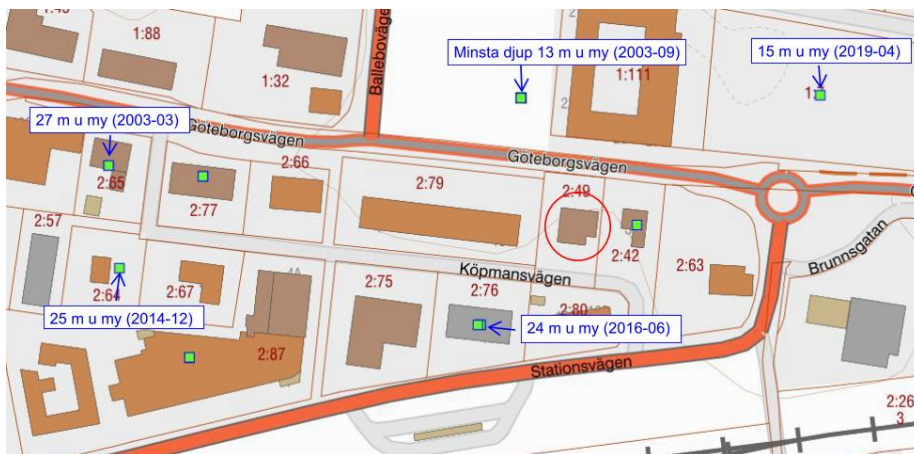 1:88
1:32
Ballebovägen
Minsta djup 13 m u my (2003-09)
15 m u my (2019-04)
1:111
27 m u my (2003-03)
Göteborgsvägen
Göteborgsvägen
2:66
2:65
2:77
2:79
2:49
2:57
2:42
2:63
Brunnsgatan
2:64
2:67
2:75
Köpmansvägen
2:76
2:80
25 m u my (2014-12)
24 m u my (2016-06)
2:87
Stationsvägen
2:26
3